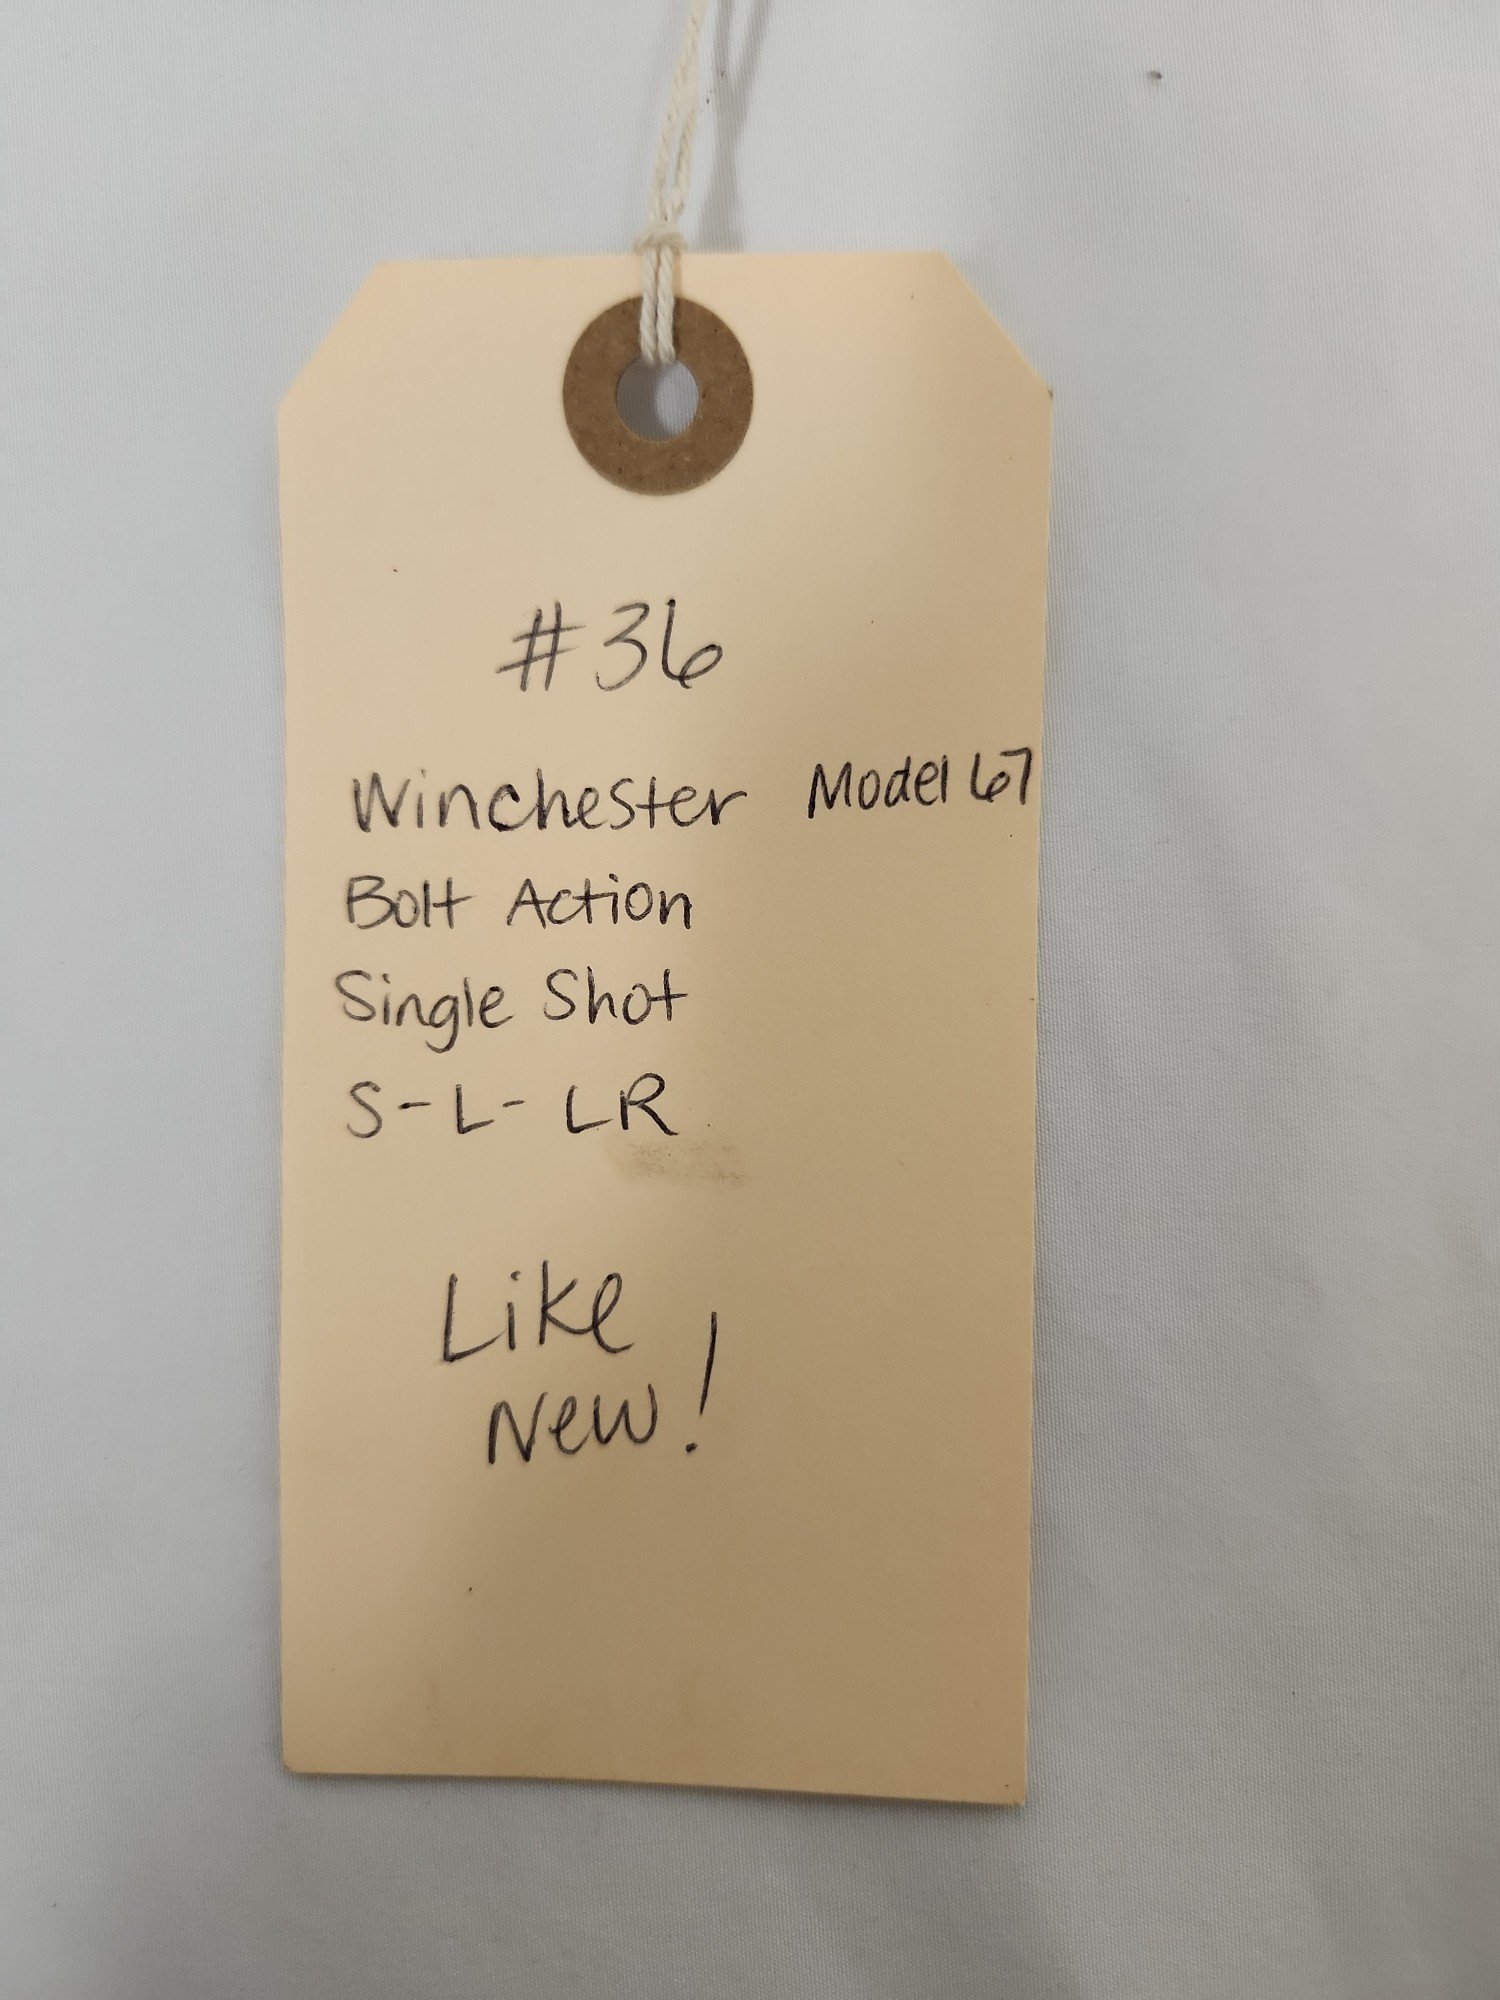 #36
Winchester Model 67
Bolt Action
Single Shot
S-L- LR
Like
New!